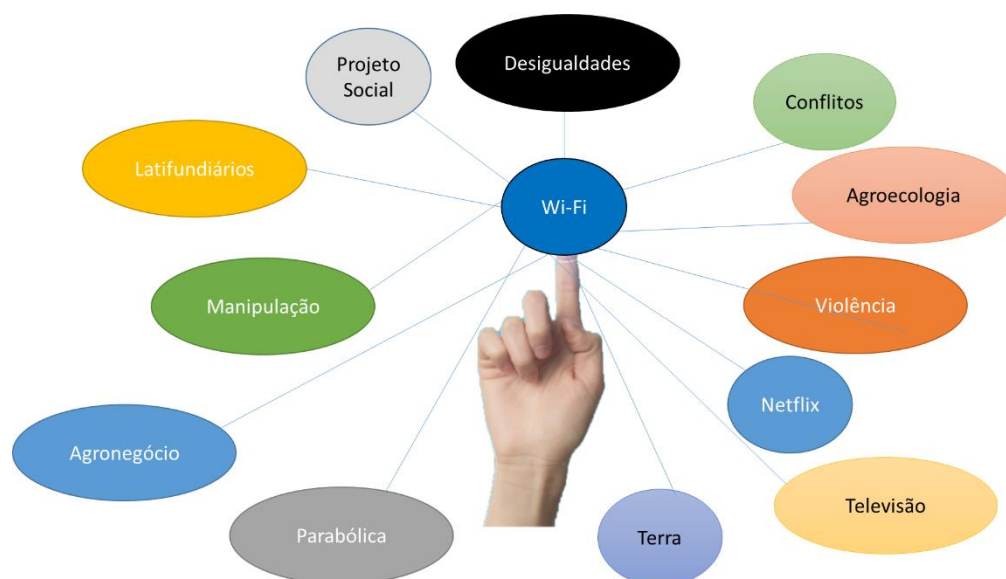 Projeto
Social
Desigualdades
Conflitos
Latifundiários
Wi-Fi
Agroecologia
Manipulação
Violência
Netflix
Agronegócio
Televisão
Parabólica
Terra